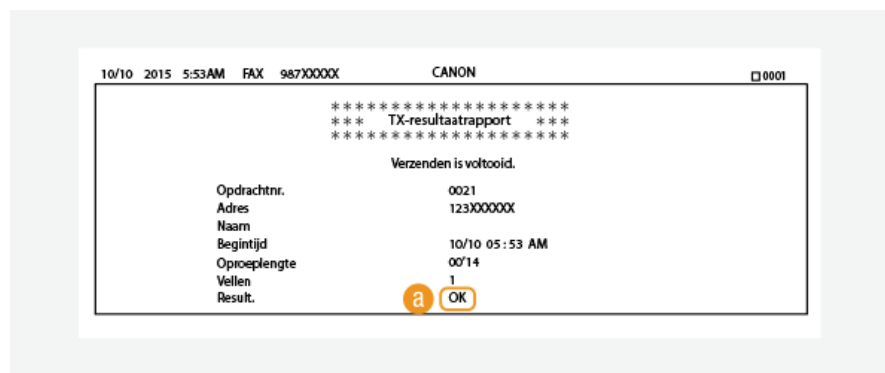 10/10 2015 5:53AM FAX 987XXXXX CANON ☐0001
********************
*** TX-resultaatrapport ***
********************
Verzenden is voltooid.
Opdrachtnr. 0021
Adres 123XXXXXX
Naam
Begintijd 10/10 05:53 AM
Oproeplengte 00'14
Vellen 1
Result. a OK